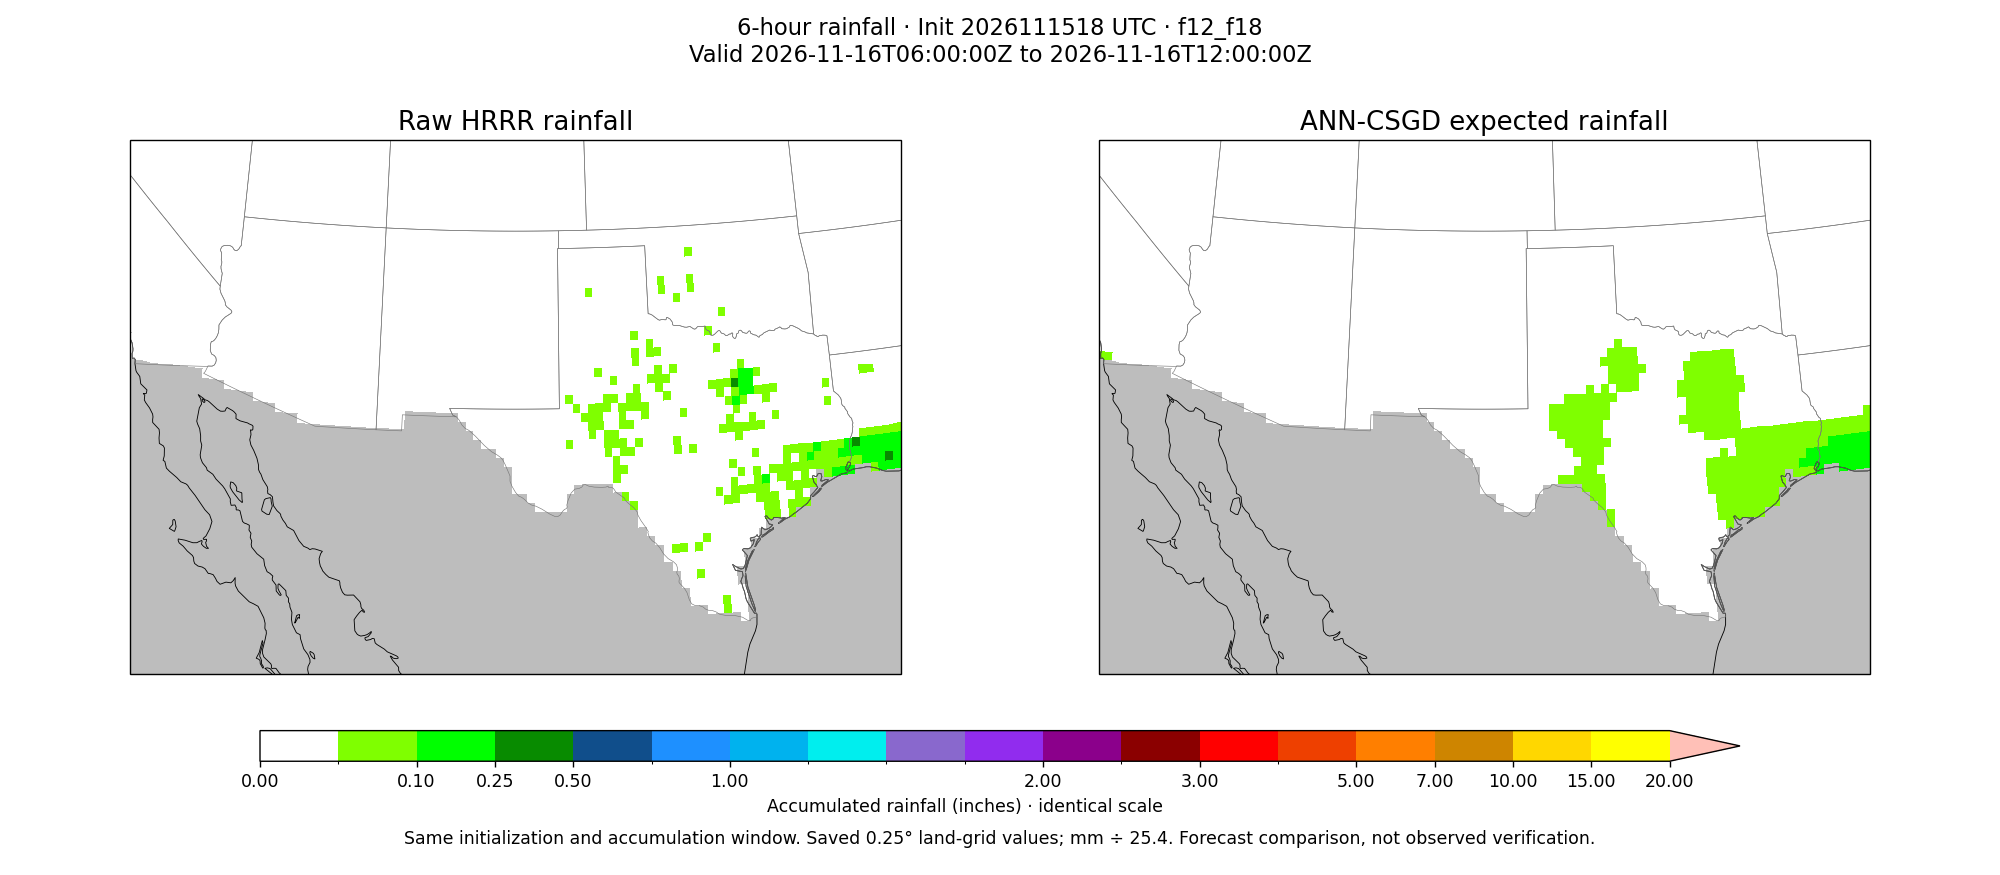 6-hour rainfall · Init 2026111518 UTC · f12_f18
Valid 2026-11-16T06:00:00Z to 2026-11-16T12:00:00Z
Raw HRRR rainfall
ANN-CSGD expected rainfall
0.00 0.10 0.25 0.50 1.00 2.00 3.00 5.00 7.00 10.00 15.00 20.00
Accumulated rainfall (inches) · identical scale
Same initialization and accumulation window. Saved 0.25° land-grid values; mm ÷ 25.4. Forecast comparison, not observed verification.